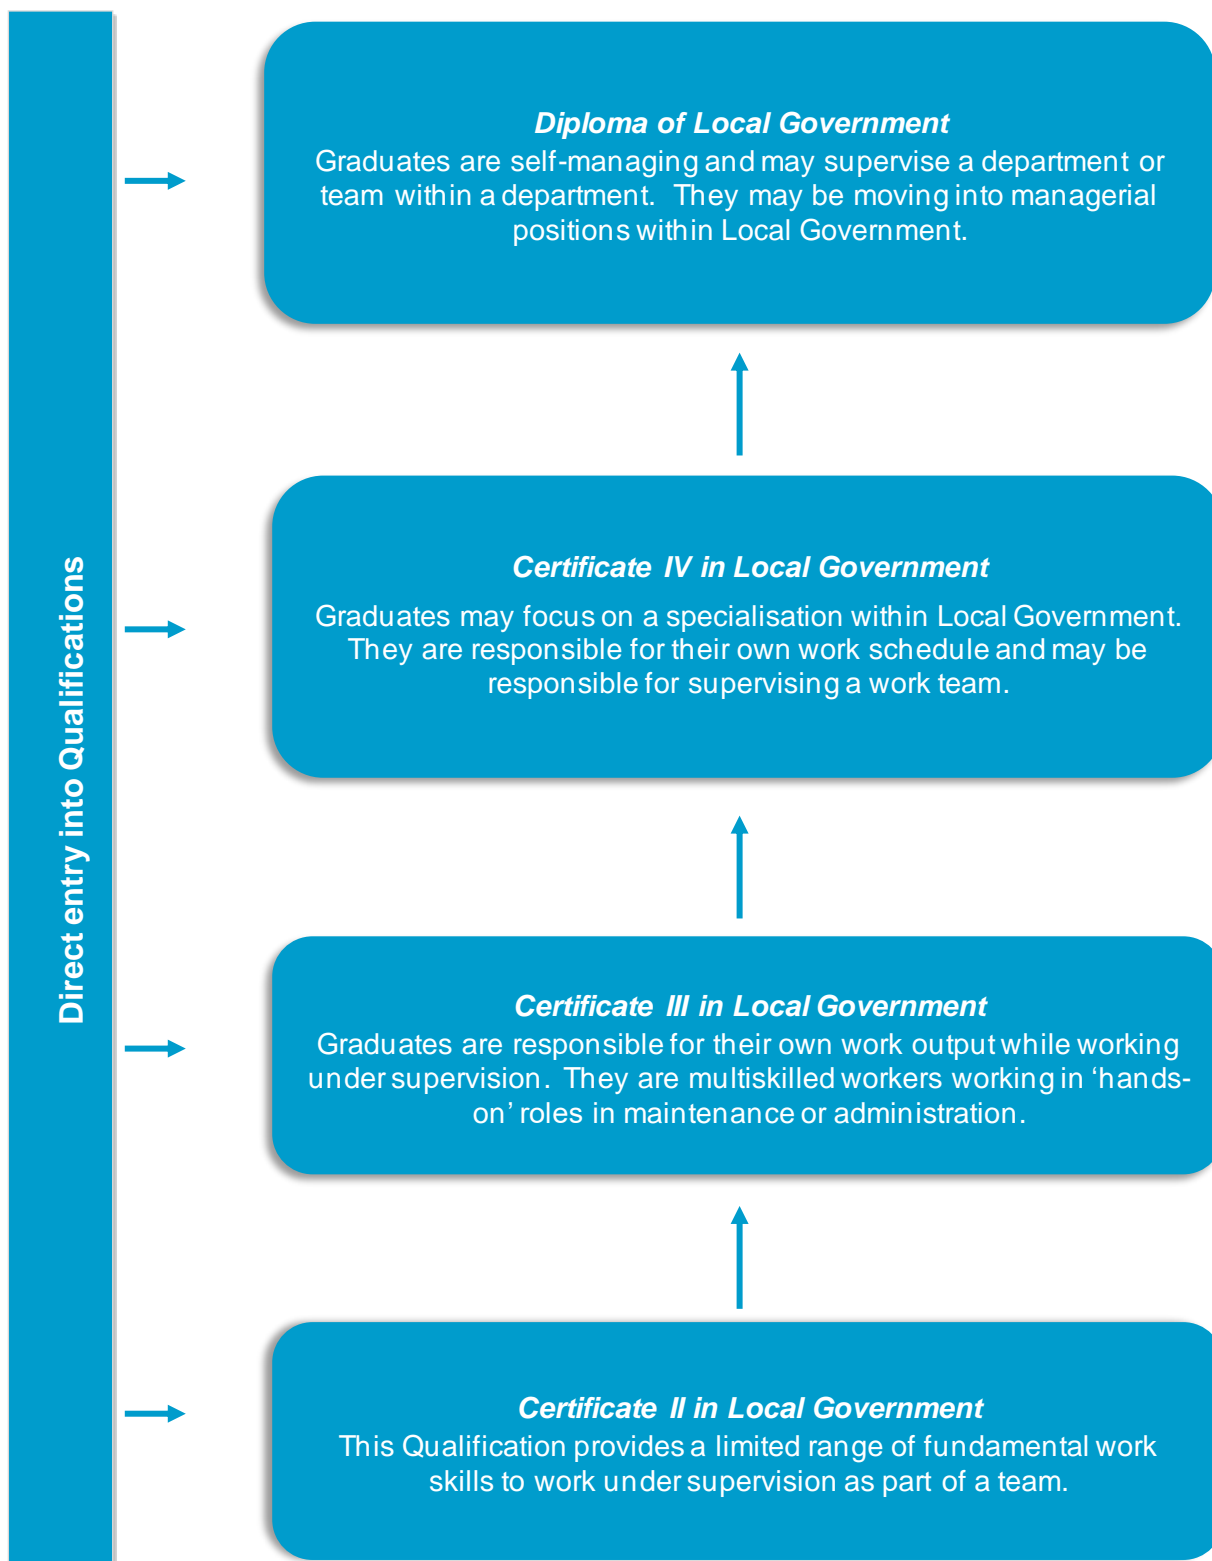 Direct entry into Qualifications
Diploma of Local Government
Graduates are self-managing and may supervise a department or
team within a department. They may be moving into managerial
positions within Local Government.
Certificate IV in Local Government
Graduates may focus on a specialisation within Local Government.
They are responsible for their own work schedule and may be
responsible for supervising a work team.
Certificate III in Local Government
Graduates are responsible for their own work output while working
under supervision. They are multiskilled workers working in ‘hands-
on’ roles in maintenance or administration.
Certificate II in Local Government
This Qualification provides a limited range of fundamental work
skills to work under supervision as part of a team.